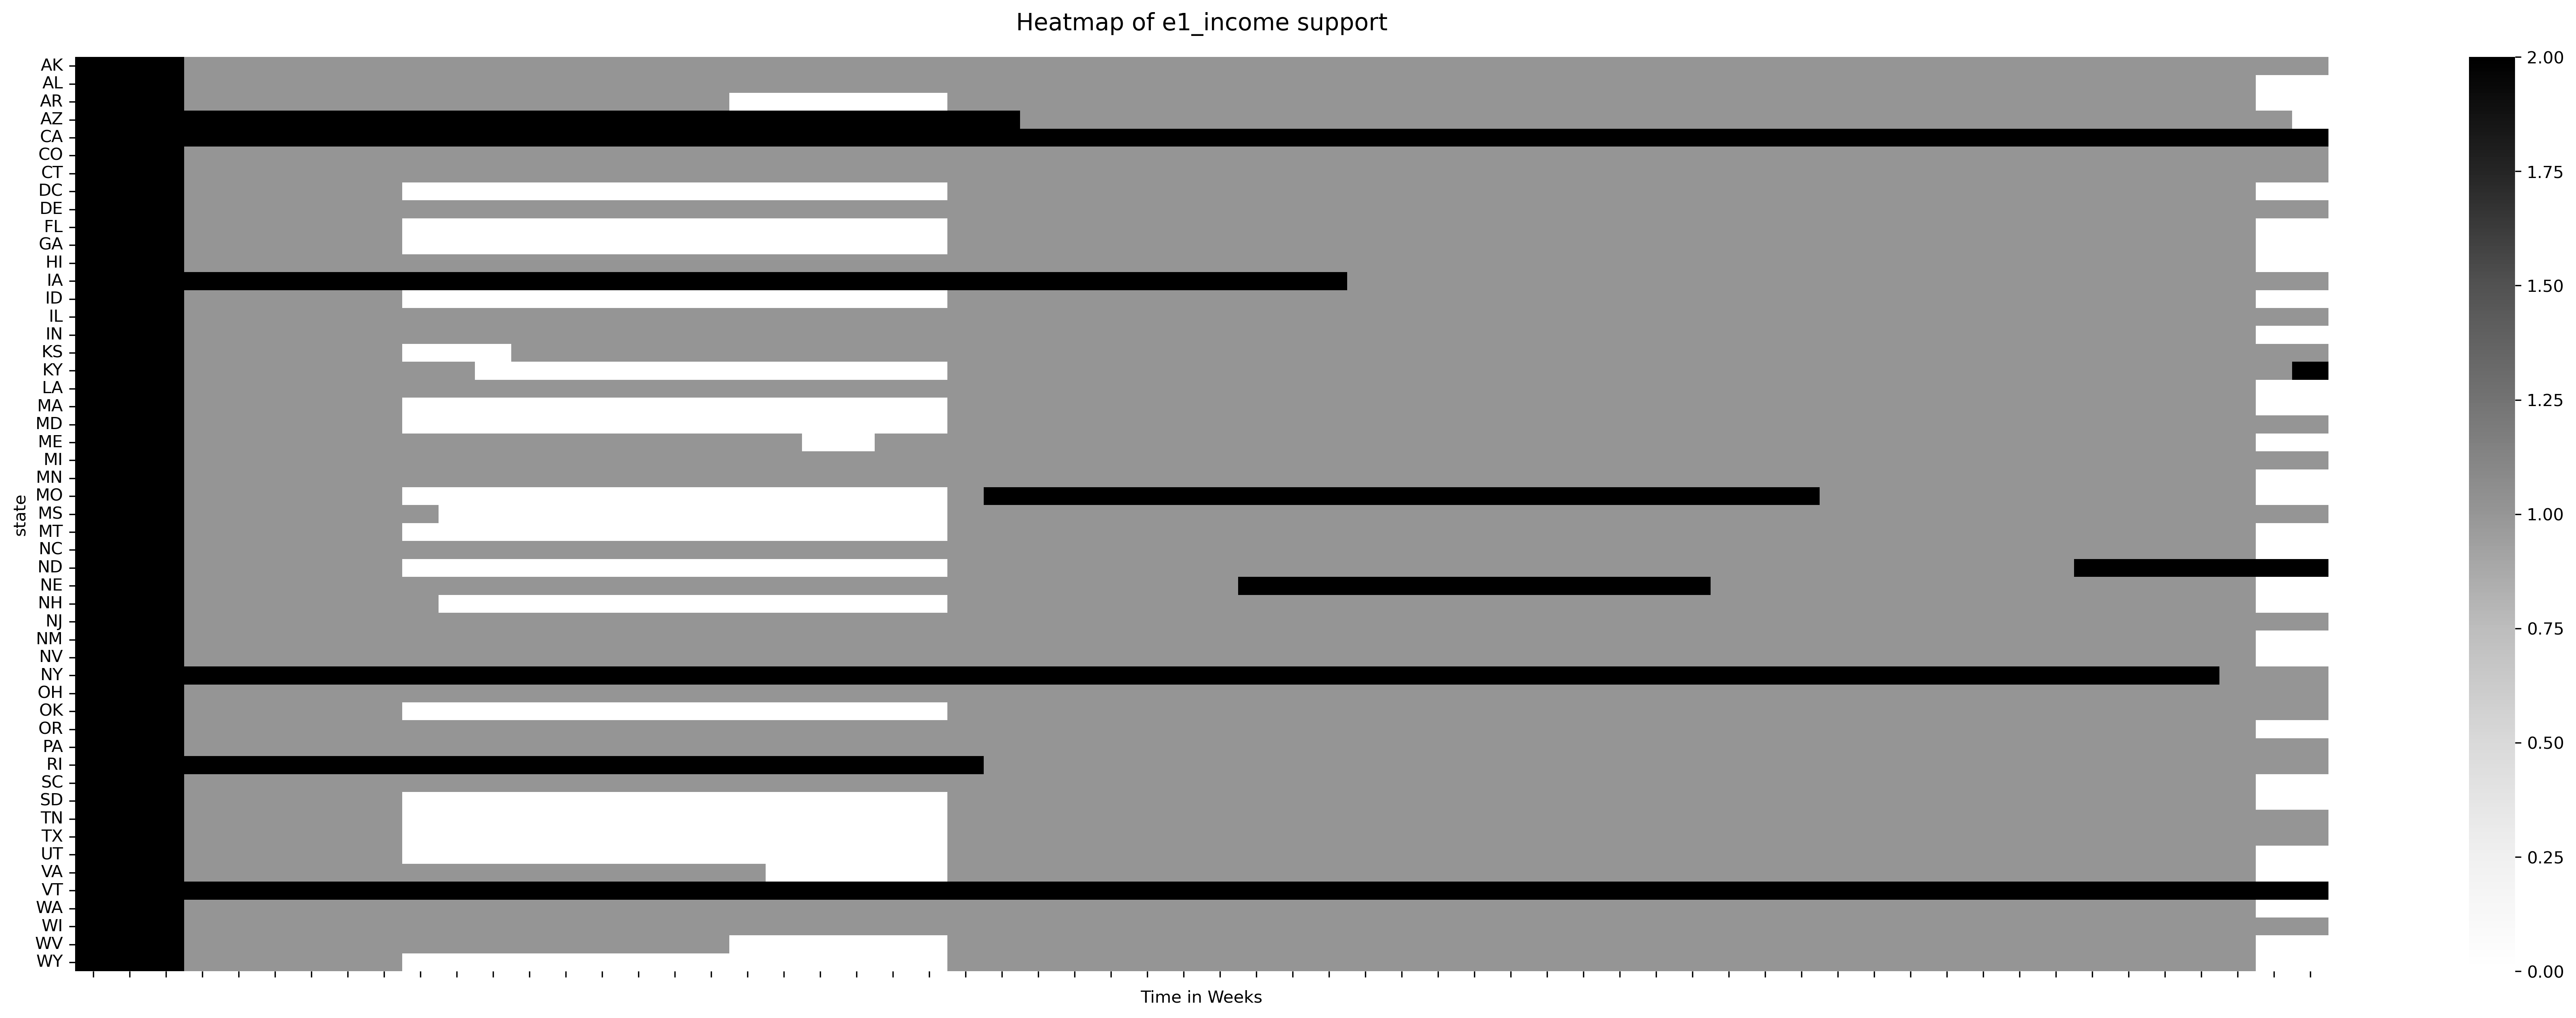 Heatmap of e1_income support
state
AK
AL
AR
AZ
CA
CO
CT
DC
DE
FL
GA
HI
IA
ID
IL
IN
KS
KY
LA
MA
MD
ME
MI
MN
MO
MS
MT
NC
ND
NE
NH
NJ
NM
NV
NY
OH
OK
OR
PA
RI
SC
SD
TN
TX
UT
VA
VT
WA
WI
WV
WY
Time in Weeks
2.00
1.75
1.50
1.25
1.00
0.75
0.50
0.25
0.00